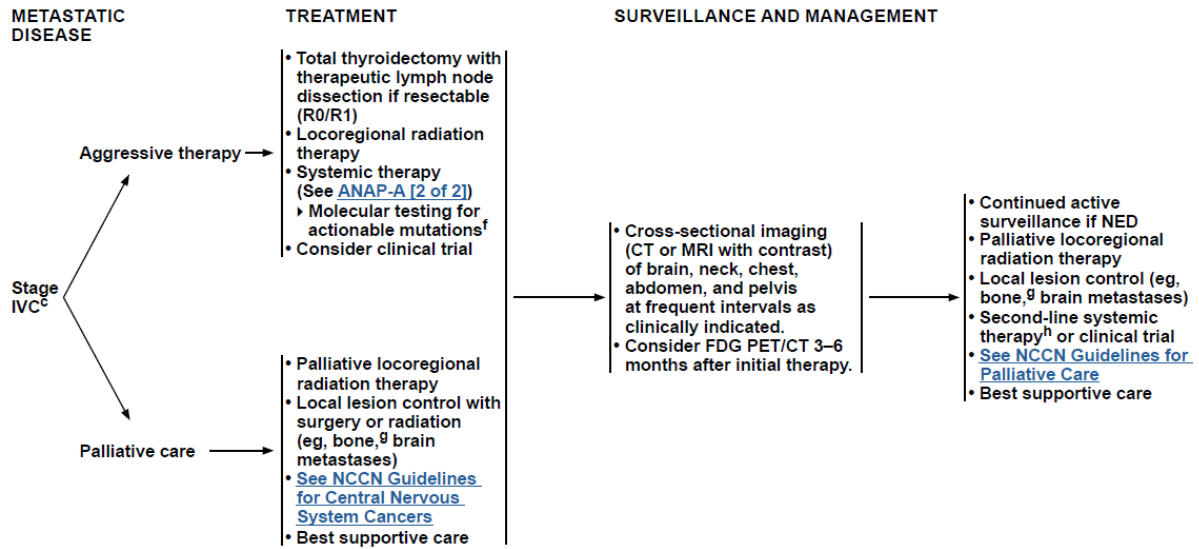 METASTATIC
DISEASE
TREATMENT
SURVEILLANCE AND MANAGEMENT
Stage
IVCc
Aggressive therapy
• Total thyroidectomy with
therapeutic lymph node
dissection if resectable
(R0/R1)
• Locoregional radiation
therapy
• Systemic therapy
(See ANAP-A [2 of 2])
▸ Molecular testing for
actionable mutationsf
• Consider clinical trial
Palliative care
• Palliative locoregional
radiation therapy
• Local lesion control with
surgery or radiation
(eg, bone,g brain
metastases)
• See NCCN Guidelines
for Central Nervous
System Cancers
• Best supportive care
• Cross-sectional imaging
(CT or MRI with contrast)
of brain, neck, chest,
abdomen, and pelvis
at frequent intervals as
clinically indicated.
• Consider FDG PET/CT 3–6
months after initial therapy.
• Continued active
surveillance if NED
• Palliative locoregional
radiation therapy
• Local lesion control (eg,
bone,g brain metastases)
• Second-line systemic
therapyh or clinical trial
• See NCCN Guidelines for
Palliative Care
• Best supportive care